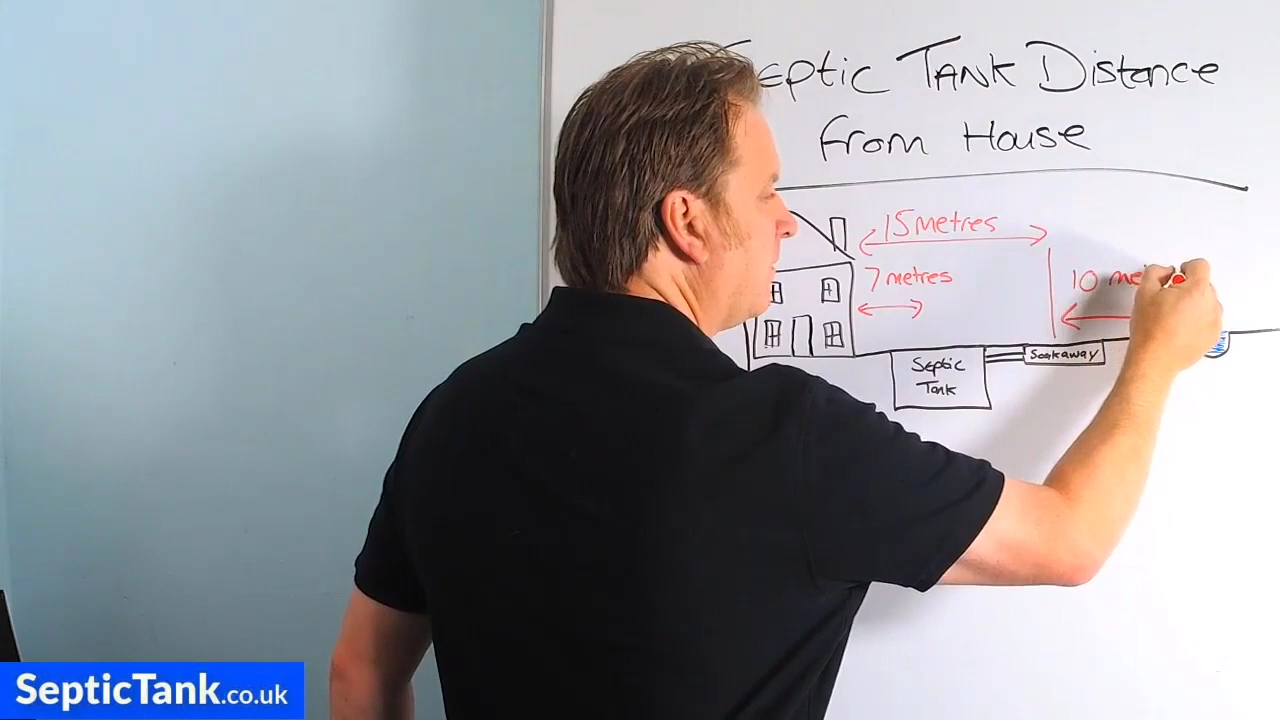 Septic Tank Distance
From House
15 metres
7 metres
10
Septic
Tank
Soakaway
SepticTank.co.uk